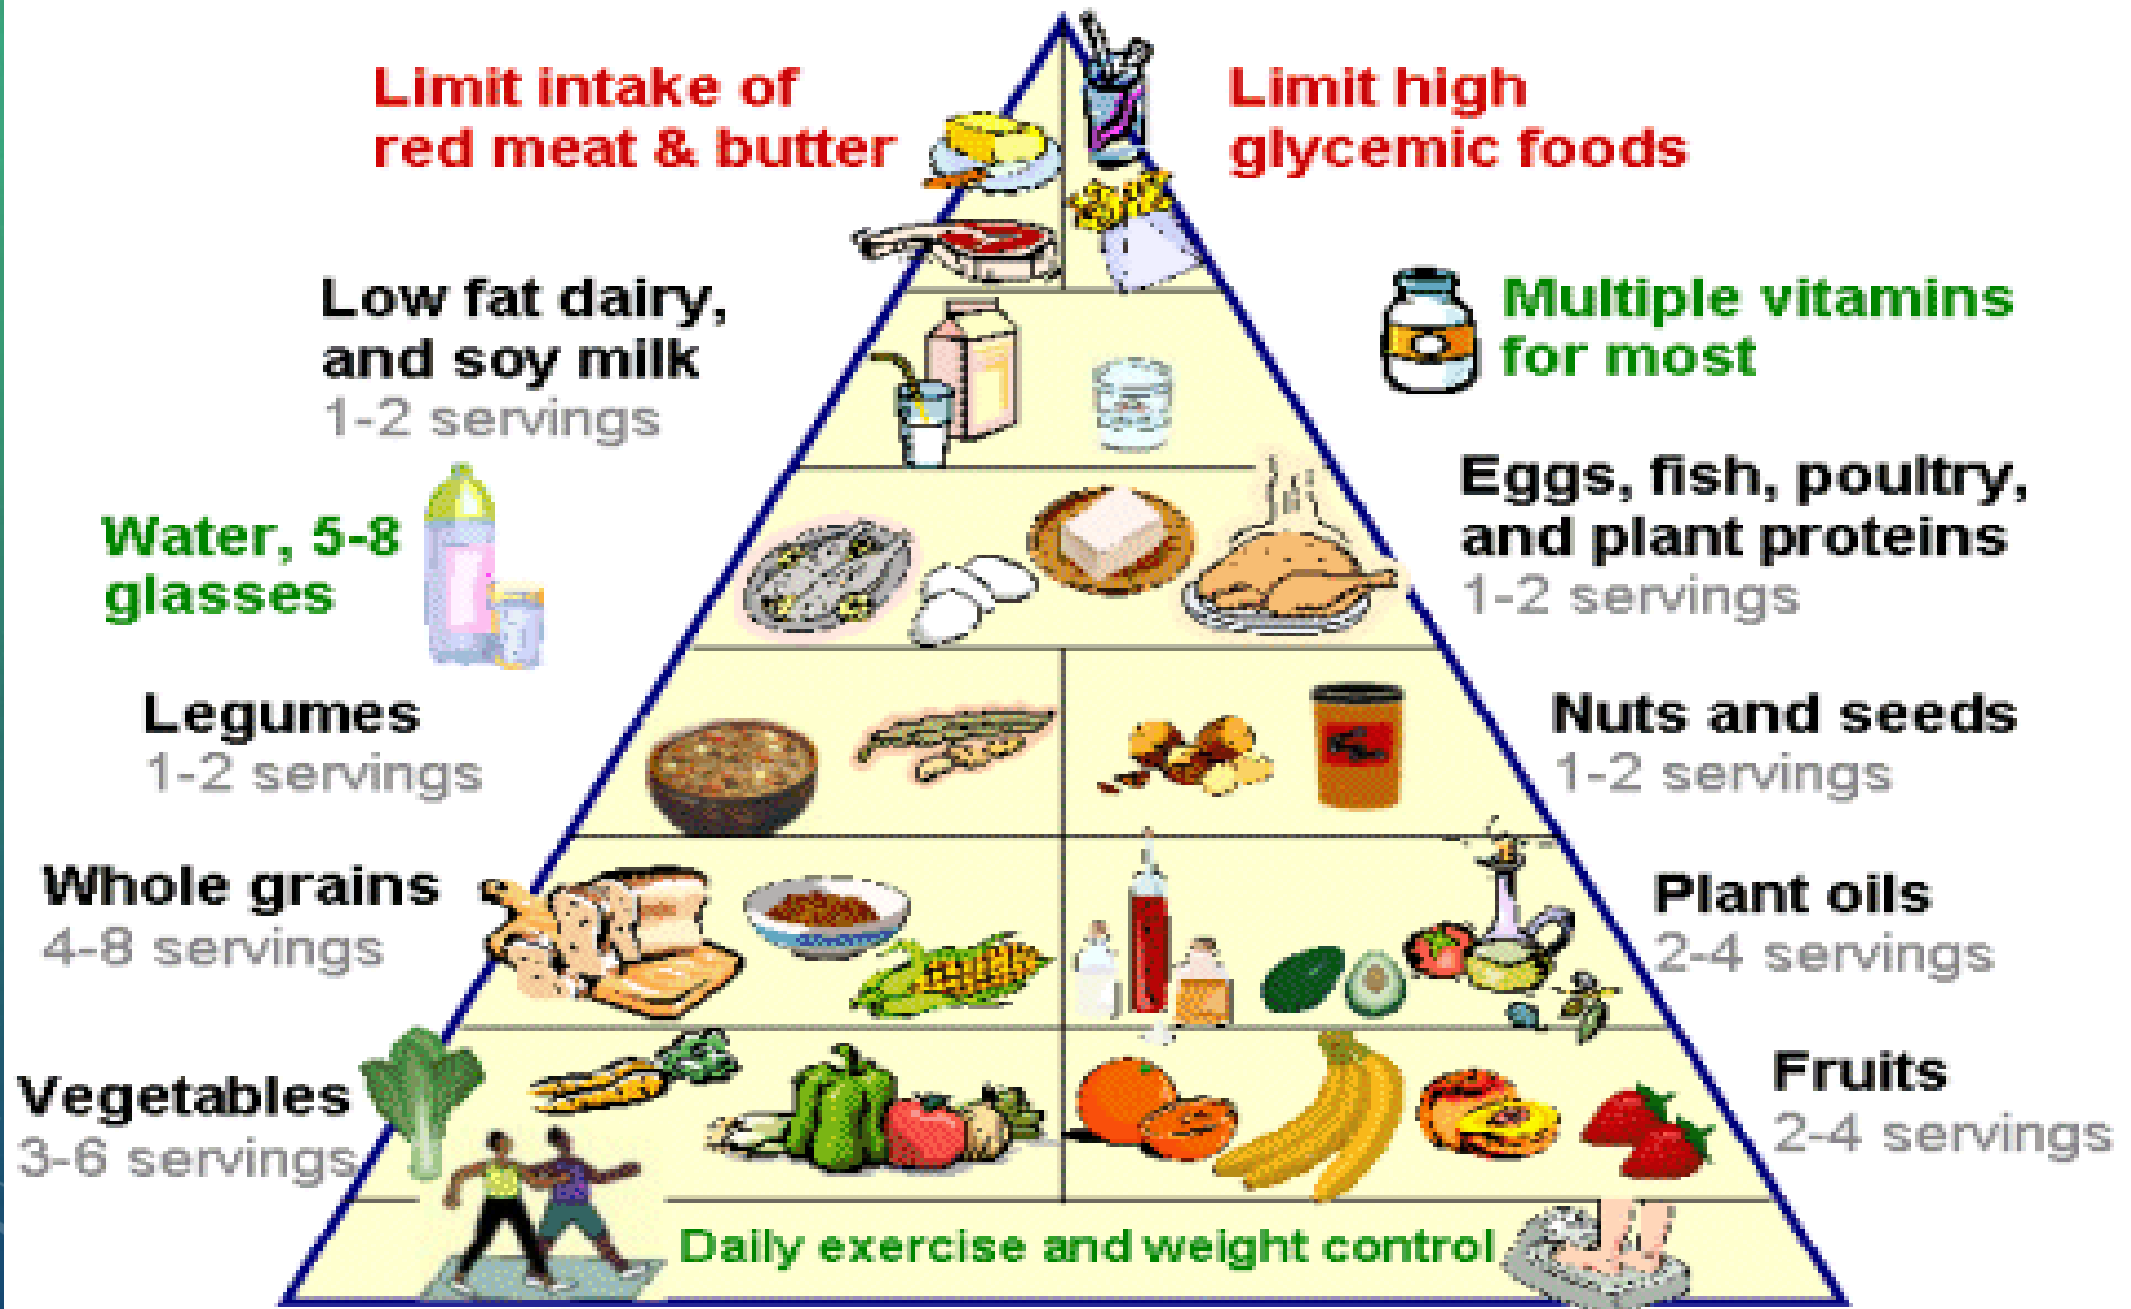 Limit intake of
red meat & butter
Limit high
glycemic foods
Low fat dairy,
and soy milk
1-2 servings
Multiple vitamins
for most
Water, 5-8
glasses
Eggs, fish, poultry,
and plant proteins
1-2 servings
Legumes
1-2 servings
Nuts and seeds
1-2 servings
Whole grains
4-8 servings
Plant oils
2-4 servings
Vegetables
3-6 servings
Fruits
2-4 servings
Daily exercise and weight control